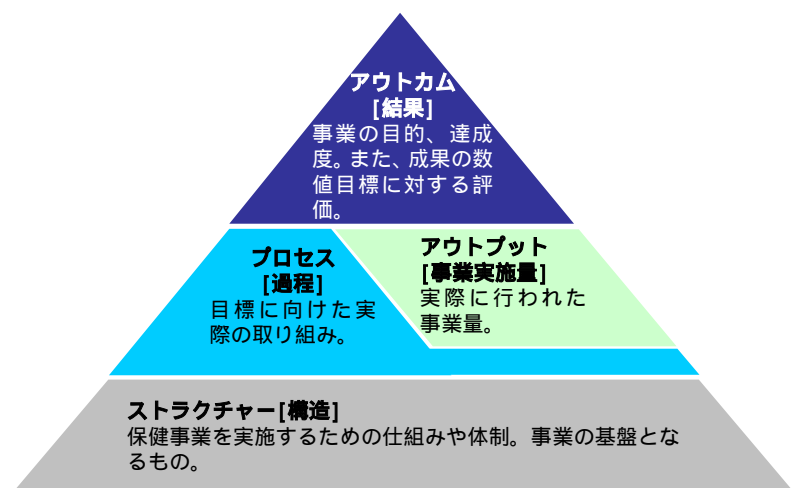 アウトカム
[結果]
事業の目的、達成
度。また、成果の数
値目標に対する評
価。
プロセス
[過程]
目標に向けた実
際の取り組み。
アウトプット
[事業実施量]
実際に行われた
事業量。
ストラクチャー[構造]
保健事業を実施するための仕組みや体制。事業の基盤とな
るもの。